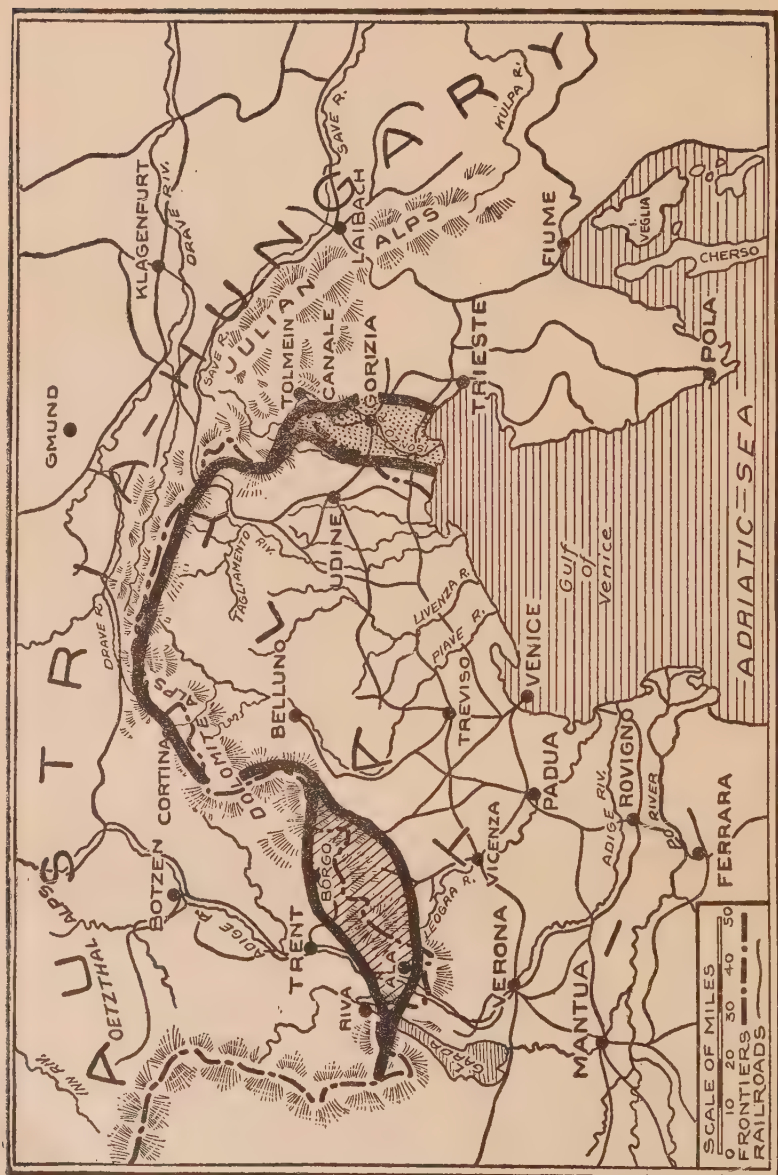 AUSTRIA-HUNGARY
ITALY
OETZTHAL
ALPS
INN RIV.
BOTZEN
ADIGE R.
TRENT
RIVA
ALA
BORGO
GARDA
LEOGRA R.
CORTINA
DOLOMITE ALPS
BELLUNO
DRAVE R.
TAGLIAMENTO RIV.
UDINE
LIVENZA R.
PIAVE R.
TREVISO
VENICE
VICENZA
PADUA
VERONA
MANTUA
ADIGE RIV.
ROVIGNO
PO RIVER
FERRARA
GMUND
KLAGENFURT
DRAVE RIV.
SAVE R.
JULIAN ALPS
TOLMEIN
CANALE
GORIZIA
LAIBACH
SAVE R.
KULPA R.
TRIESTE
FIUME
I. VEGLIA
CHERSO
POLA
Gulf
of
Venice
ADRIATIC-SEA
SCALE OF MILES
0 10 20 30 40 50
FRONTIERS
RAILROADS